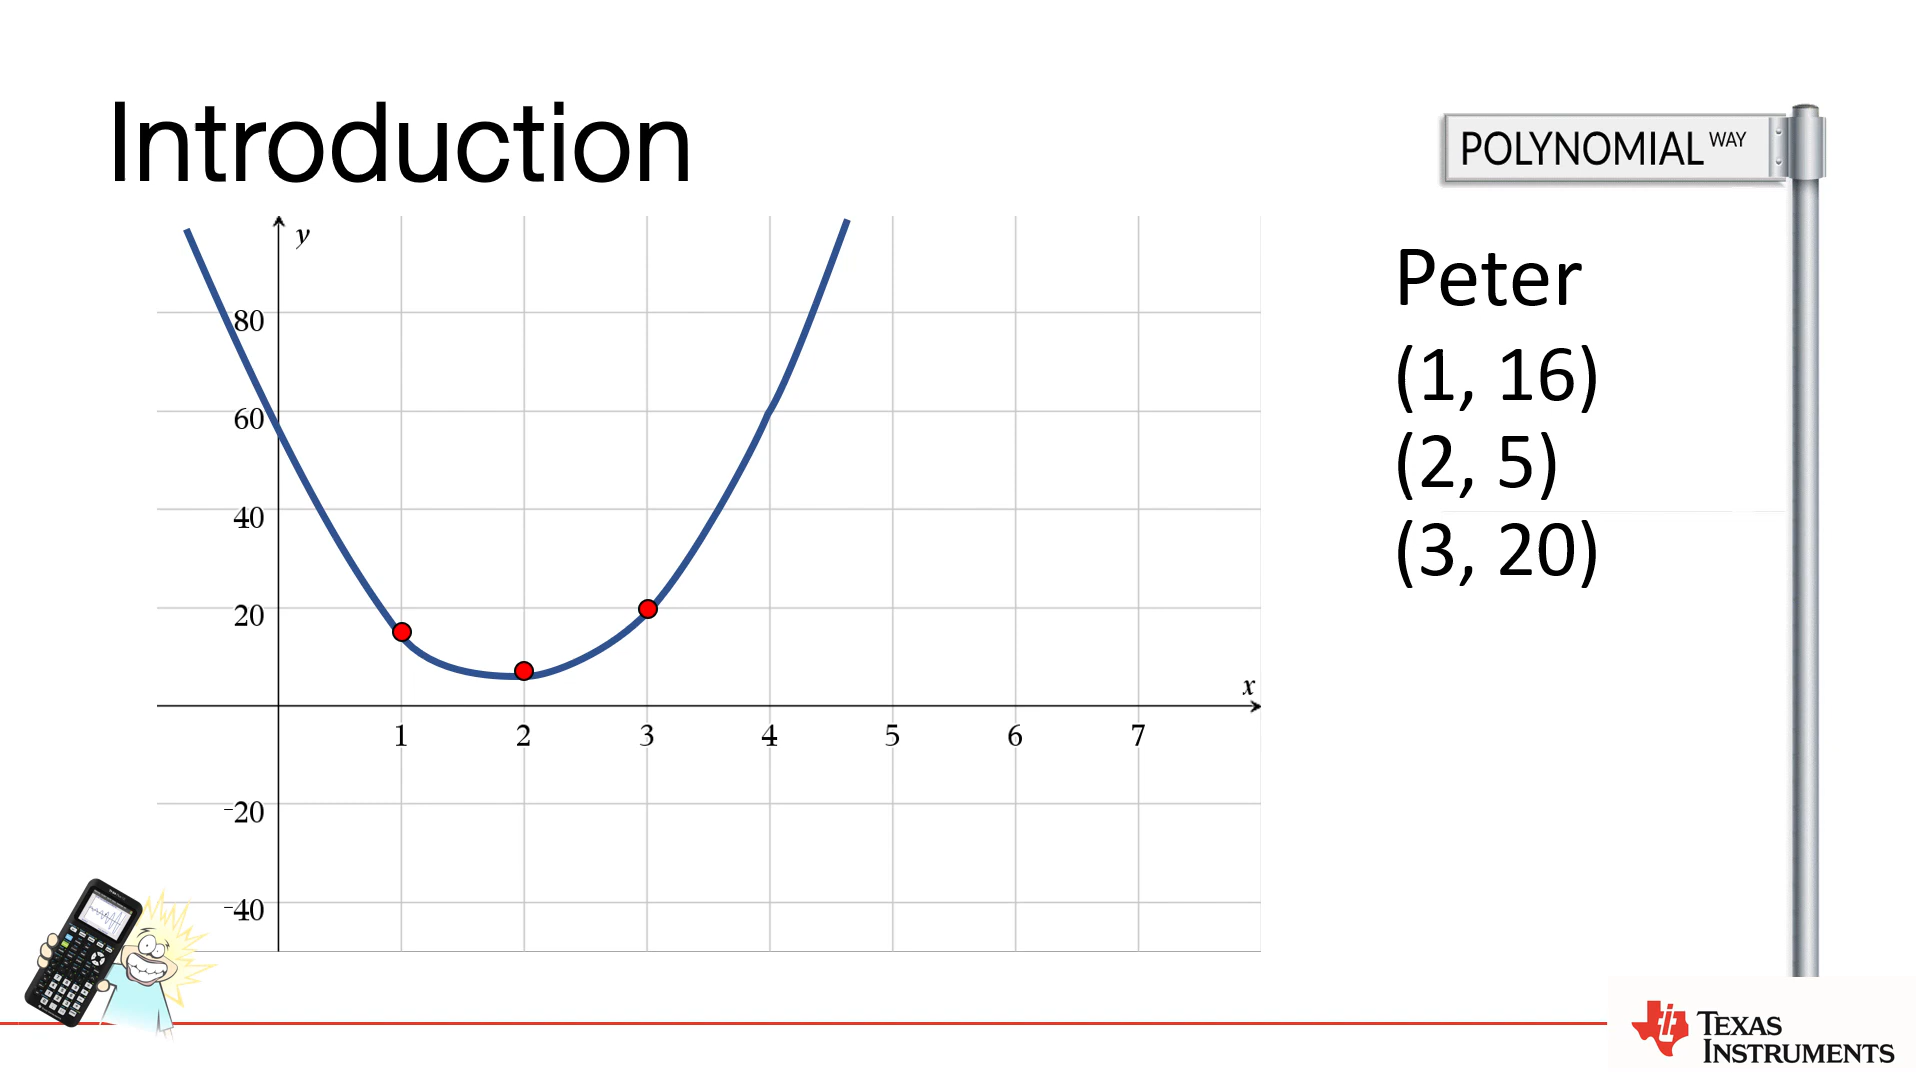 Introduction
POLYNOMIAL WAY
y
80
60
40
20
x
1 2 3 4 5 6 7
−20
−40
Peter
(1, 16)
(2, 5)
(3, 20)
TEXAS
INSTRUMENTS